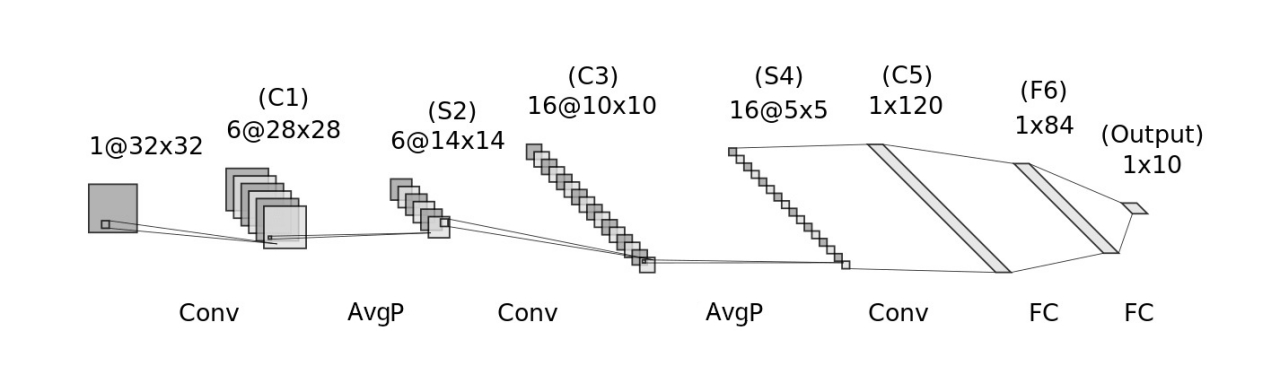 1@32x32
(C1)
6@28x28
(S2)
6@14x14
(C3)
16@10x10
(S4)
16@5x5
(C5)
1x120
(F6)
1x84
(Output)
1x10
Conv
AvgP
Conv
AvgP
Conv
FC
FC